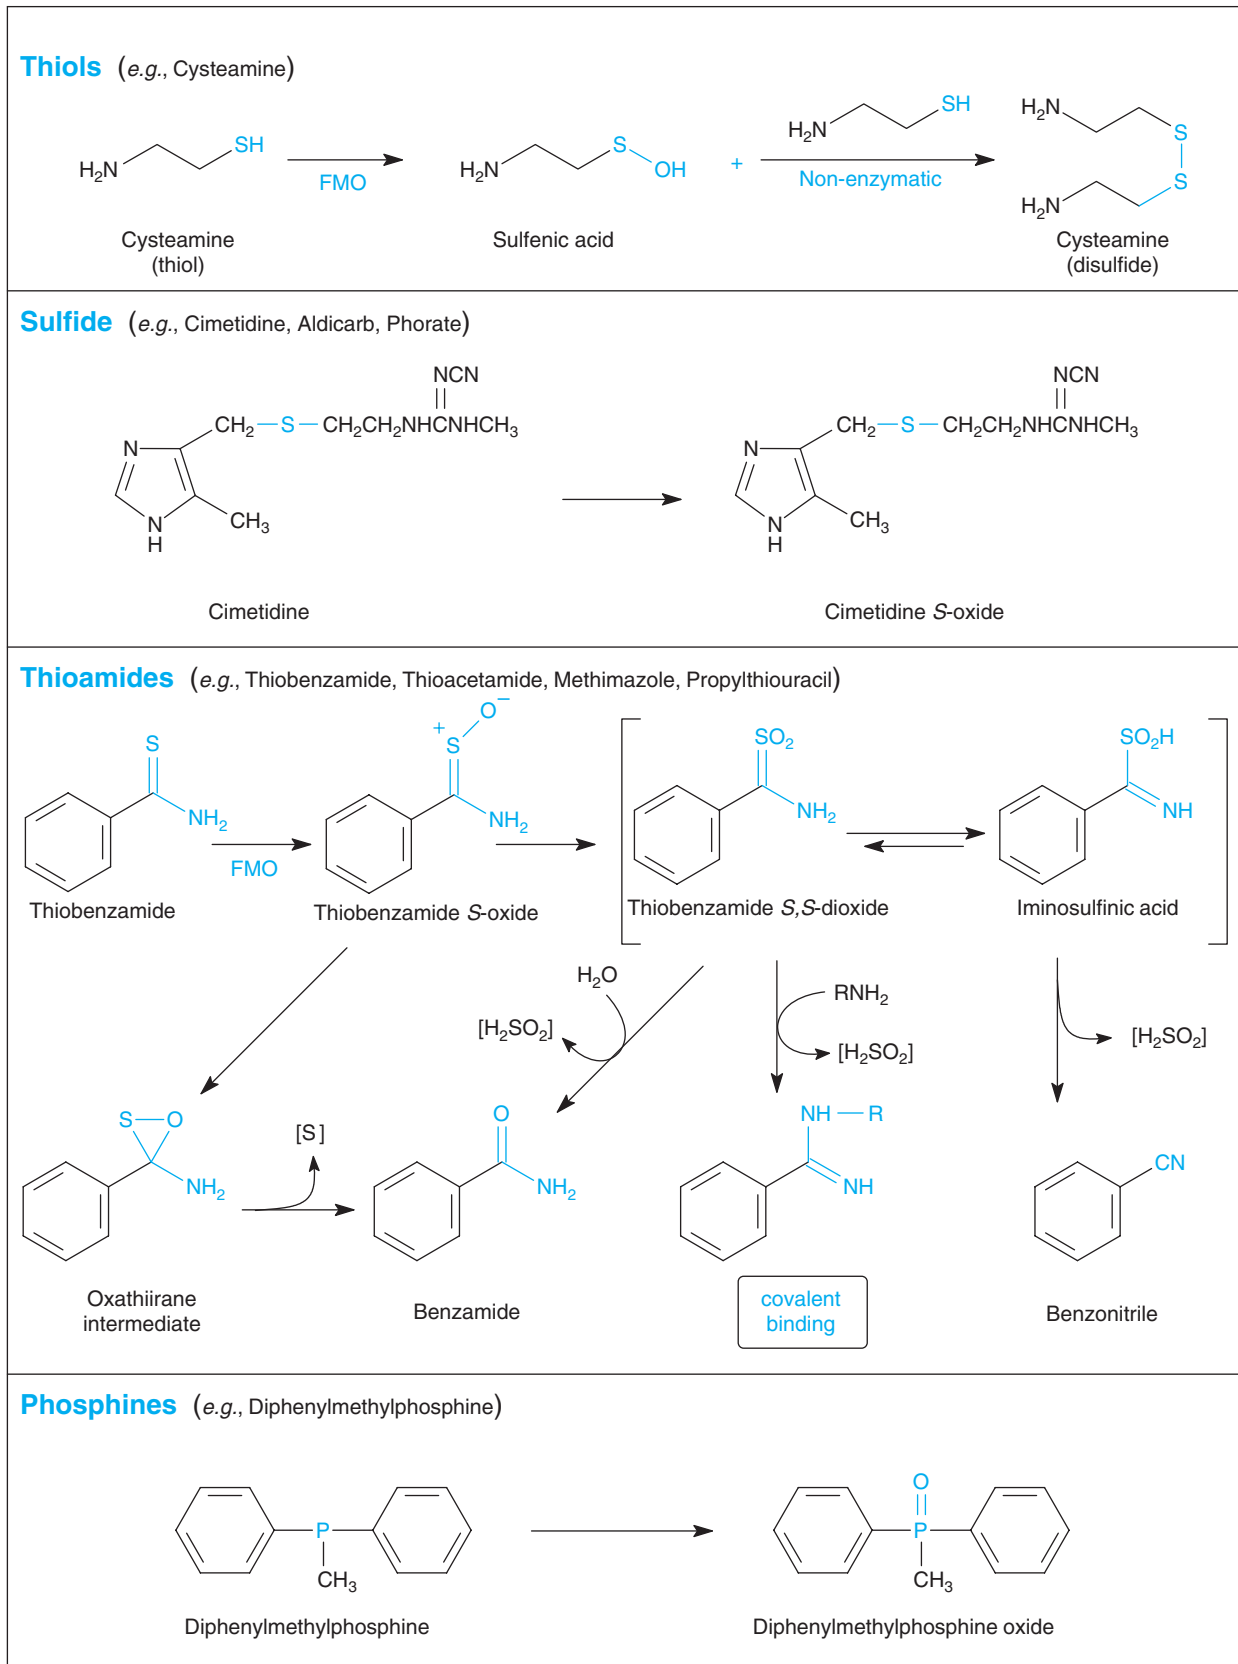 Thiols (e.g., Cysteamine)
H₂N SH
FMO
H₂N S OH
+
H₂N SH
Non-enzymatic
H₂N S
S
H₂N
Cysteamine
(thiol)
Sulfenic acid
Cysteamine
(disulfide)
Sulfide (e.g., Cimetidine, Aldicarb, Phorate)
NCN
CH₂—S—CH₂CH₂NHCNHCH₃
N
N
H
CH₃
NCN
CH₂—S—CH₂CH₂NHCNHCH₃
N
N
H
CH₃
Cimetidine
Cimetidine S-oxide
Thioamides (e.g., Thiobenzamide, Thioacetamide, Methimazole, Propylthiouracil)
S
NH₂
FMO
O⁻
+
S
NH₂
SO₂
NH₂
SO₂H
NH
Thiobenzamide
Thiobenzamide S-oxide
Thiobenzamide S,S-dioxide
Iminosulfinic acid
H₂O
[H₂SO₂]
RNH₂
[H₂SO₂]
[H₂SO₂]
S—O
NH₂
[S]
O
NH₂
NH—R
NH
CN
Oxathiirane
intermediate
Benzamide
covalent
binding
Benzonitrile
Phosphines (e.g., Diphenylmethylphosphine)
P
CH₃
O
P
CH₃
Diphenylmethylphosphine
Diphenylmethylphosphine oxide